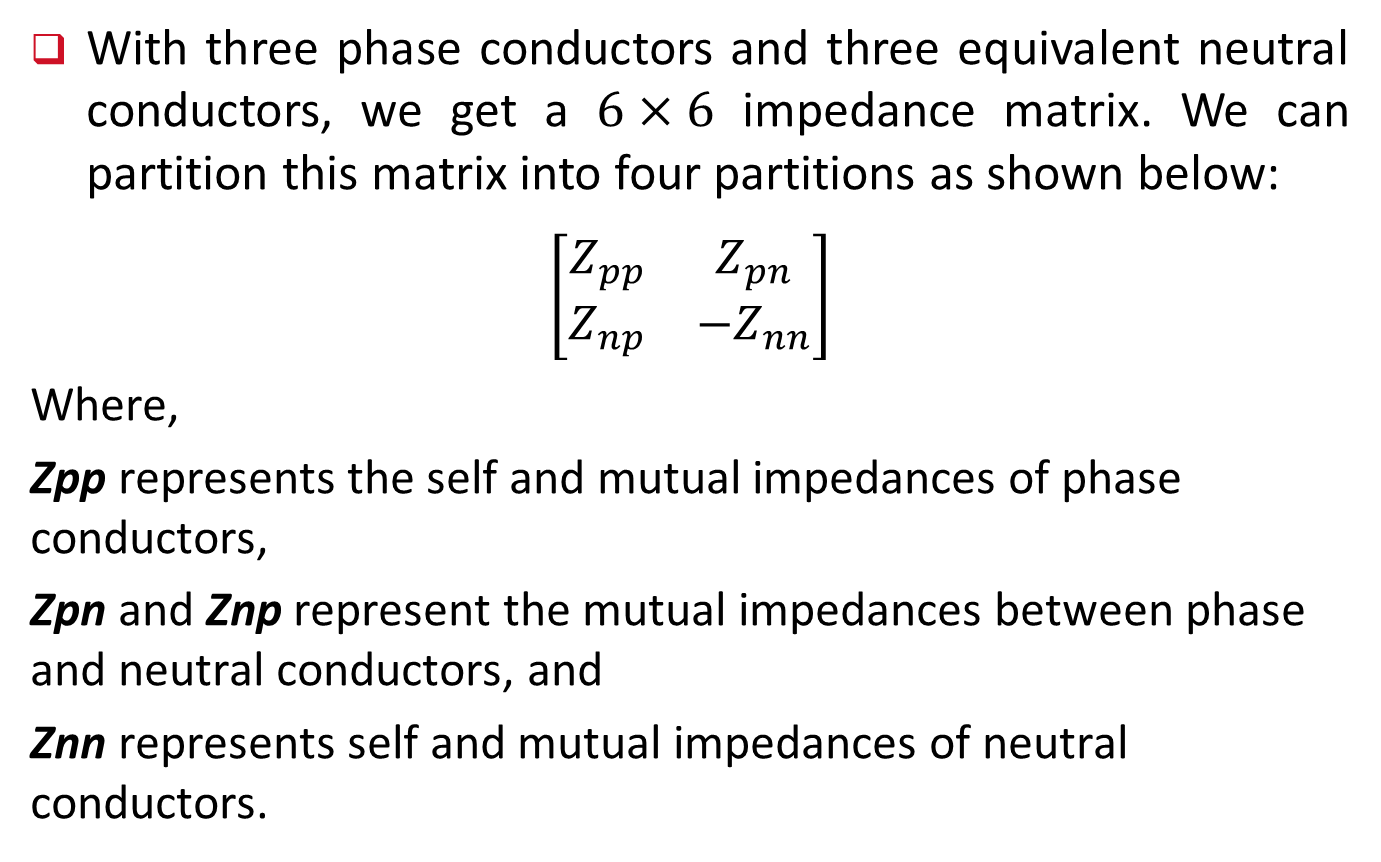 ❑ With three phase conductors and three equivalent neutral
conductors, we get a 6 × 6 impedance matrix. We can
partition this matrix into four partitions as shown below:
[Zpp Zpn
Znp −Znn]
Where,
Zpp represents the self and mutual impedances of phase
conductors,
Zpn and Znp represent the mutual impedances between phase
and neutral conductors, and
Znn represents self and mutual impedances of neutral
conductors.